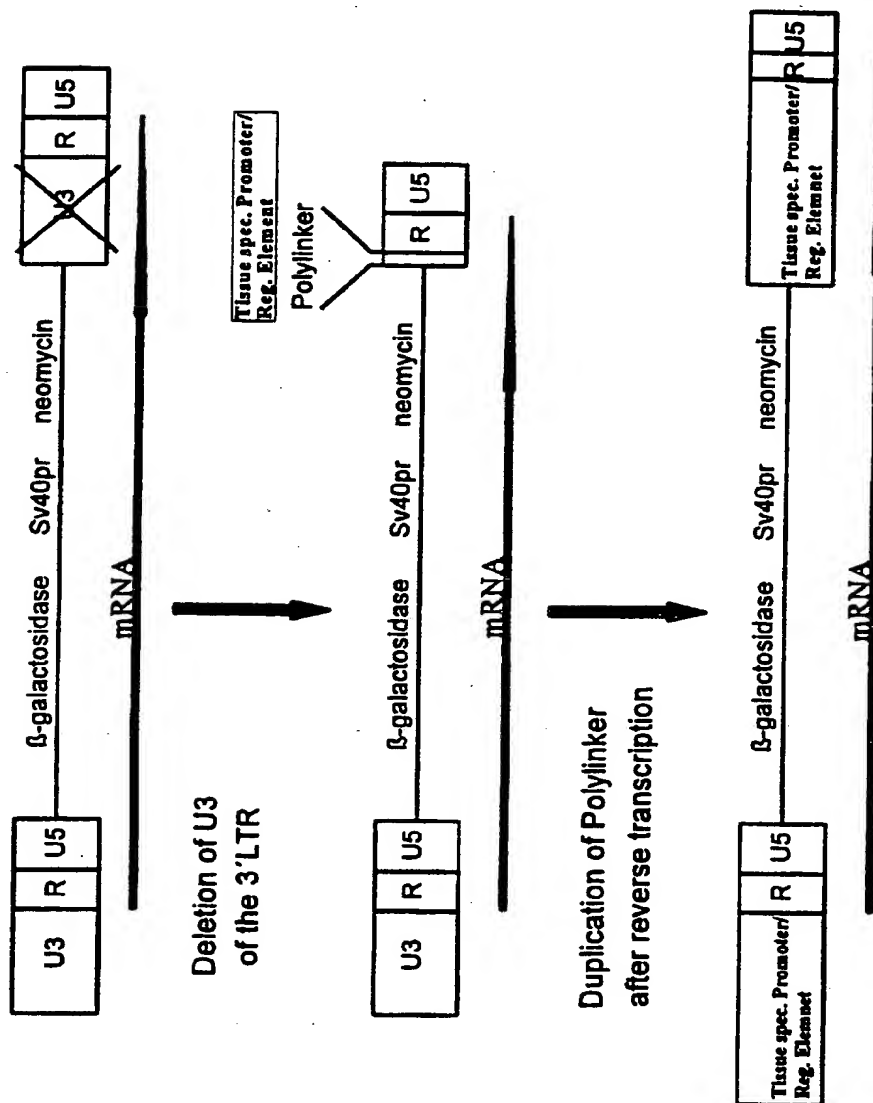 U3
R
U5
ß-galactosidase Sv40pr neomycin
U3
R
U5
mRNA
Deletion of U3
of the 3'LTR
Tissue spec. Promoter/
Reg. Element
Polylinker
U3
R
U5
ß-galactosidase Sv40pr neomycin
R
U5
mRNA
Duplication of Polylinker
after reverse transcription
Tissue spec. Promoter/
Reg. Elemnet
R
U5
ß-galactosidase Sv40pr neomycin
Tissue spec. Promoter/
Reg. Elemnet
R
U5
mRNA